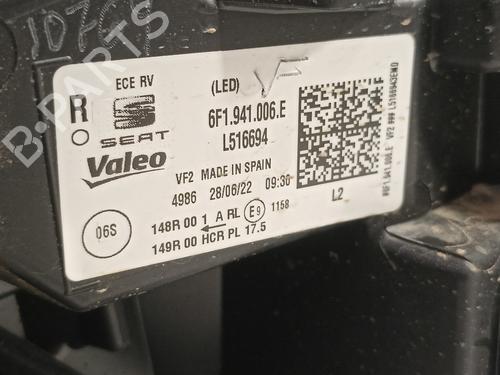 B-PARTS
ECE RV
(LED)
VF
R
SEAT
6F1.941.006.E
L516694
Valeo
VF2 MADE IN SPAIN
4986 28/06/22 09:30
L2
06S
148R 00 1 A RL E9 1158
149R 00 HCR PL 17.5